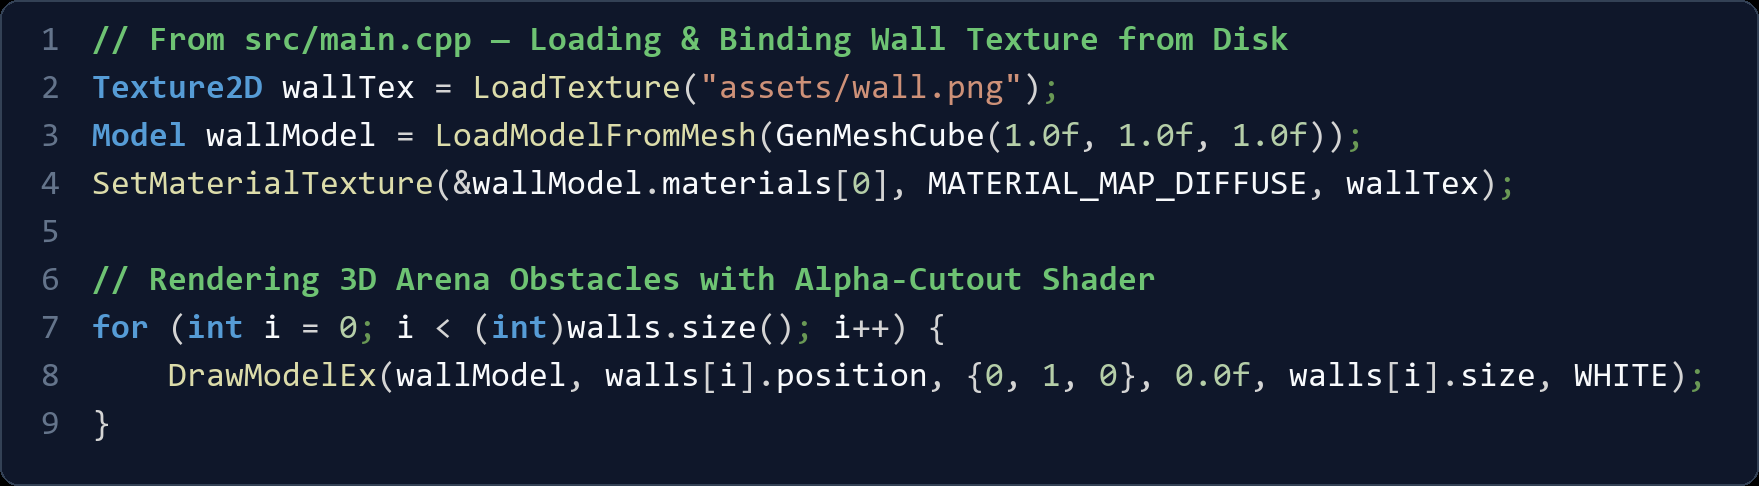 1 // From src/main.cpp — Loading & Binding Wall Texture from Disk
2 Texture2D wallTex = LoadTexture("assets/wall.png");
3 Model wallModel = LoadModelFromMesh(GenMeshCube(1.0f, 1.0f, 1.0f));
4 SetMaterialTexture(&wallModel.materials[0], MATERIAL_MAP_DIFFUSE, wallTex);
5
6 // Rendering 3D Arena Obstacles with Alpha-Cutout Shader
7 for (int i = 0; i < (int)walls.size(); i++) {
8     DrawModelEx(wallModel, walls[i].position, {0, 1, 0}, 0.0f, walls[i].size, WHITE);
9 }